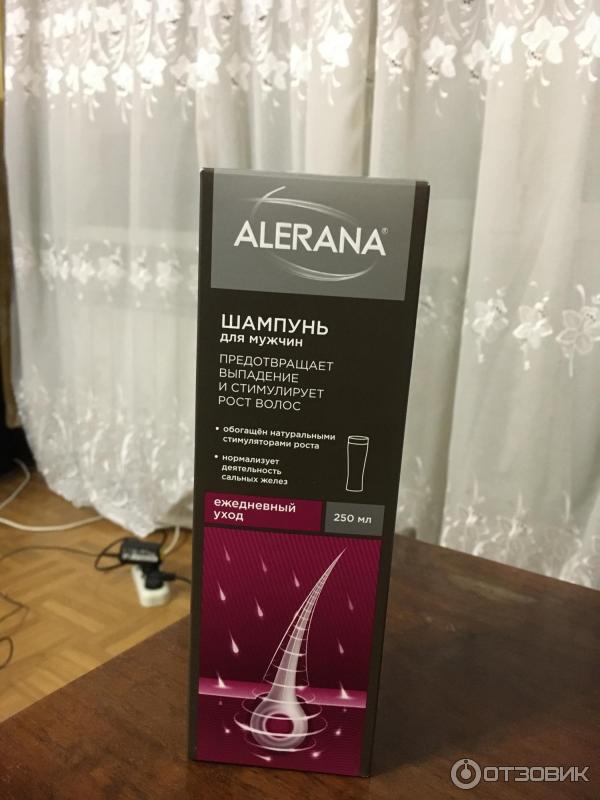 ALERANA®
ШАМПУНЬ
для мужчин
ПРЕДОТВРАЩАЕТ
ВЫПАДЕНИЕ
И СТИМУЛИРУЕТ
РОСТ ВОЛОС
• обогащён натуральными
стимуляторами роста
• нормализует
деятельность
сальных желез
ежедневный
уход
250 мл
ОТЗОВИК